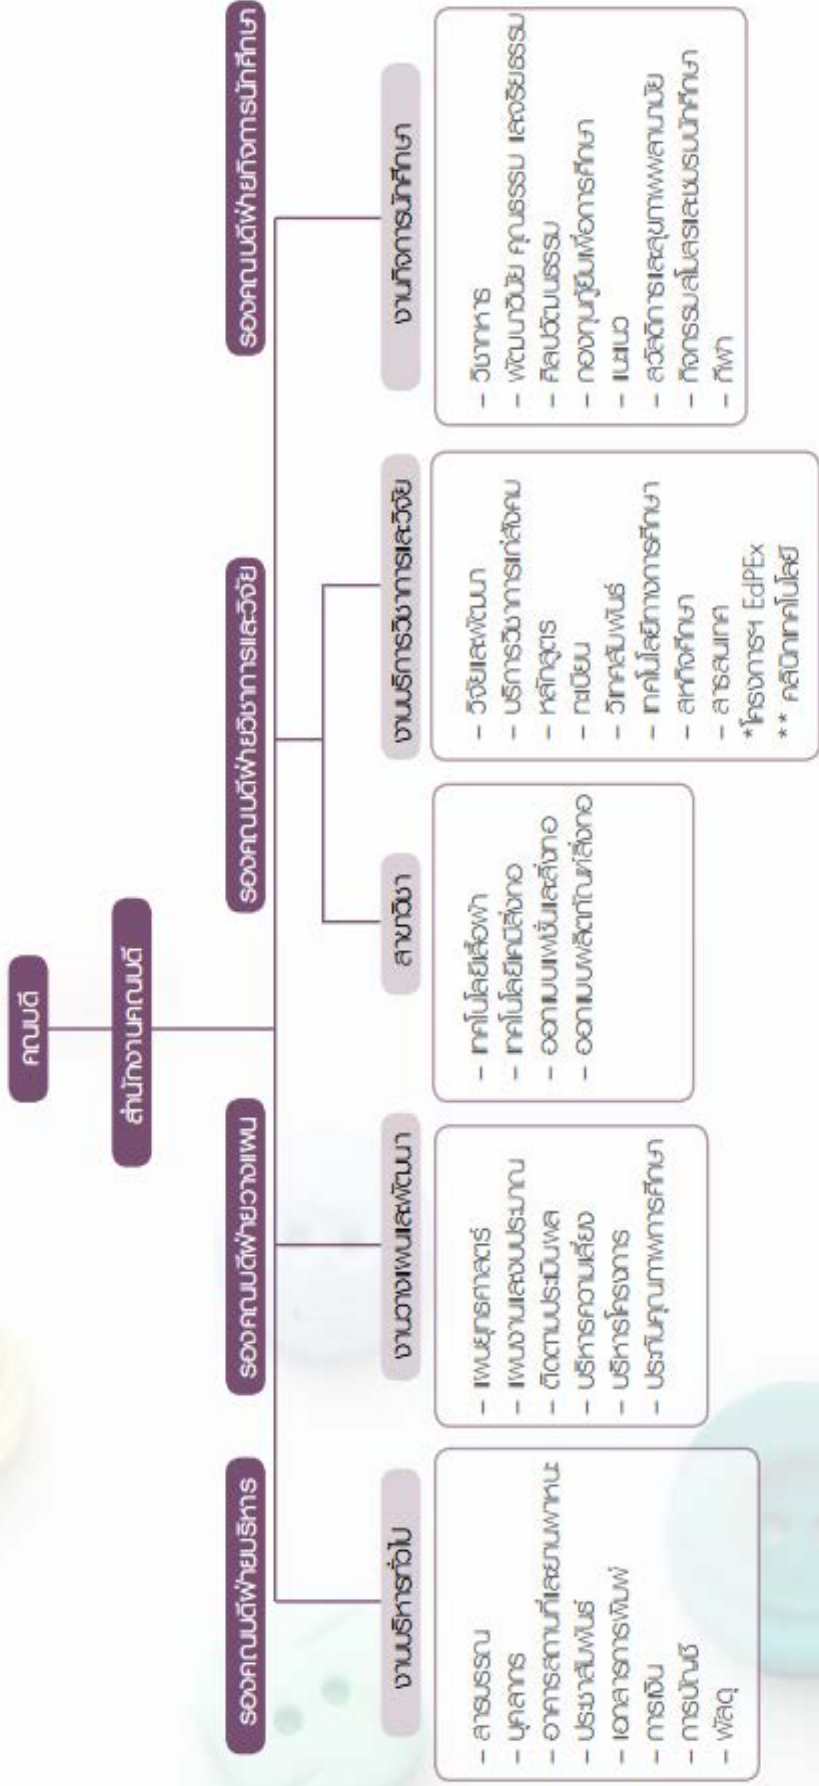 คณบดี
สำนักงานคณบดี
รองคณบดีฝ่ายบริหาร
รองคณบดีฝ่ายวางแผน
รองคณบดีฝ่ายวิชาการและวิจัย
รองคณบดีฝ่ายกิจการนักศึกษา
งานบริหารทั่วไป
- สารบรรณ
- บุคลากร
- อาคารสถานที่และยานพาหนะ
- ประชาสัมพันธ์
- เอกสารการพิมพ์
- การเงิน
- การบัญชี
- พัสดุ
งานวางแผนและพัฒนา
- แผนยุทธศาสตร์
- แผนงานและงบประมาณ
- ติดตามประเมินผล
- บริหารความเสี่ยง
- บริหารโครงการ
- ประกันคุณภาพการศึกษา
สาขาวิชา
- เทคโนโลยีเสื้อผ้า
- เทคโนโลยีเคมีสิ่งทอ
- ออกแบบแฟชั่นและสิ่งทอ
- ออกแบบผลิตภัณฑ์สิ่งทอ
งานบริการวิชาการและวิจัย
- วิจัยและพัฒนา
- บริการวิชาการแก่สังคม
- หลักสูตร
- ทะเบียน
- วิเทศสัมพันธ์
- เทคโนโลยีทางการศึกษา
- สหกิจศึกษา
- สารสนเทศ
*โครงการฯ EdPEx
** คลินิกเทคโนโลยี
งานกิจการนักศึกษา
- วิชาทหาร
- พัฒนาวินัย คุณธรรม และจริยธรรม
- ศิลปวัฒนธรรม
- กองทุนกู้ยืมเพื่อการศึกษา
- แนะแนว
- สวัสดิการและสุขภาพพลานามัย
- กิจกรรมสโมสรและชมรมนักศึกษา
- กีฬา